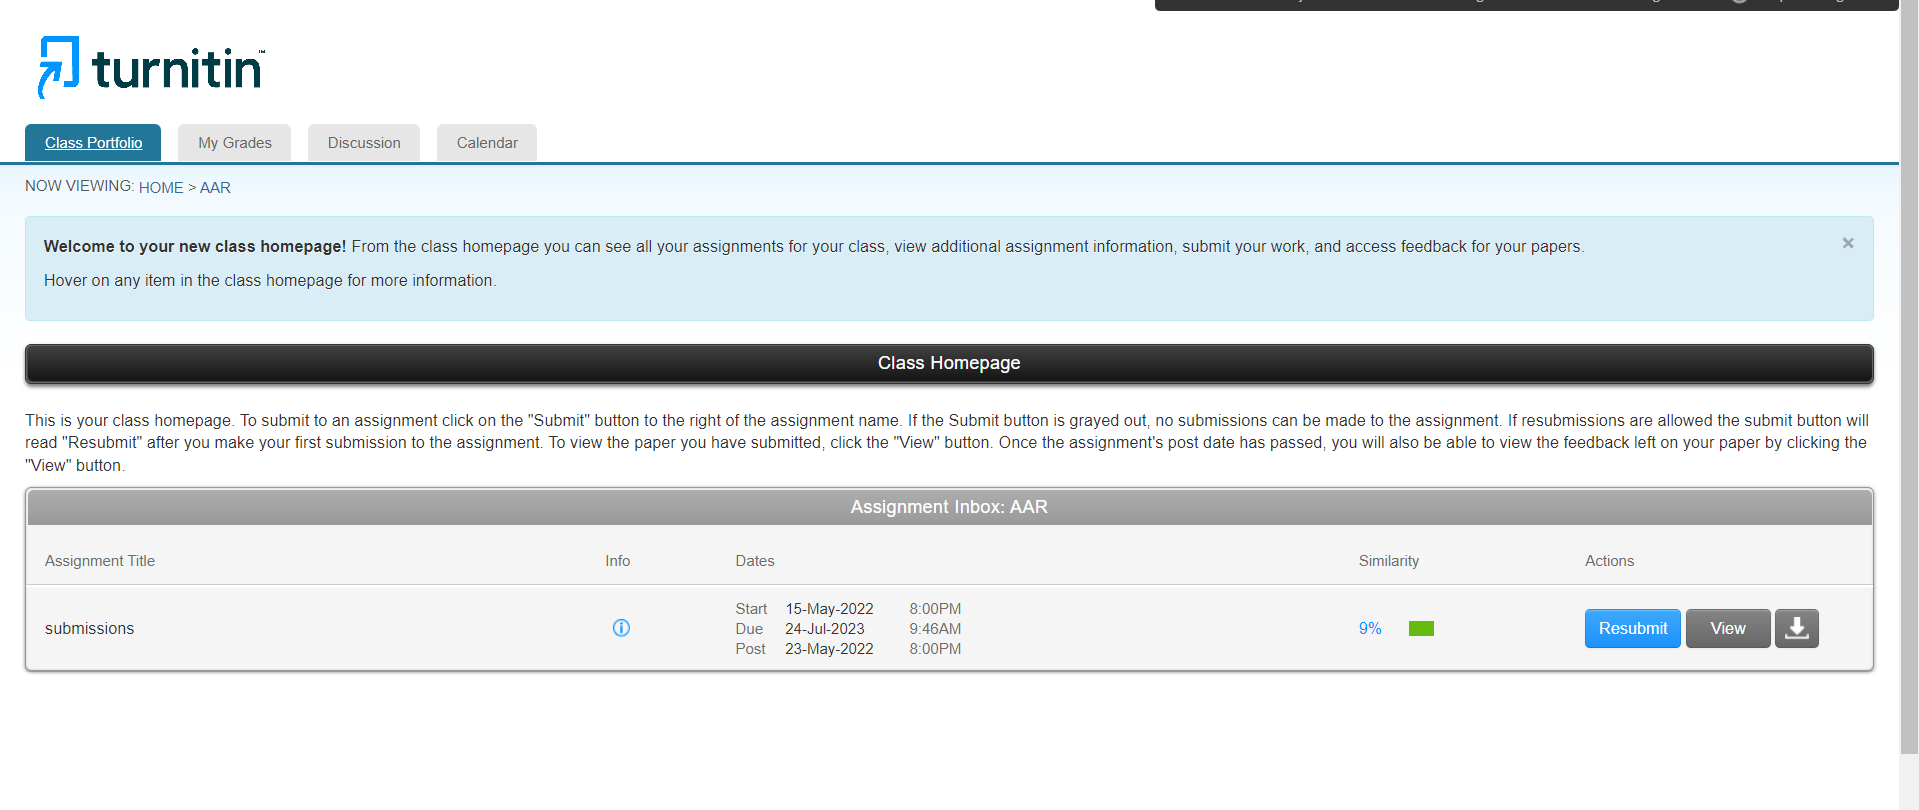 turnitin™
Class Portfolio
My Grades
Discussion
Calendar
NOW VIEWING: HOME > AAR
Welcome to your new class homepage! From the class homepage you can see all your assignments for your class, view additional assignment information, submit your work, and access feedback for your papers.
×
Hover on any item in the class homepage for more information.
Class Homepage
This is your class homepage. To submit to an assignment click on the "Submit" button to the right of the assignment name. If the Submit button is grayed out, no submissions can be made to the assignment. If resubmissions are allowed the submit button will
read "Resubmit" after you make your first submission to the assignment. To view the paper you have submitted, click the "View" button. Once the assignment's post date has passed, you will also be able to view the feedback left on your paper by clicking the
"View" button.
Assignment Inbox: AAR
Assignment Title Info Dates Similarity Actions
Start 15-May-2022 8:00PM
submissions Due 24-Jul-2023 9:46AM 9% Resubmit View
Post 23-May-2022 8:00PM